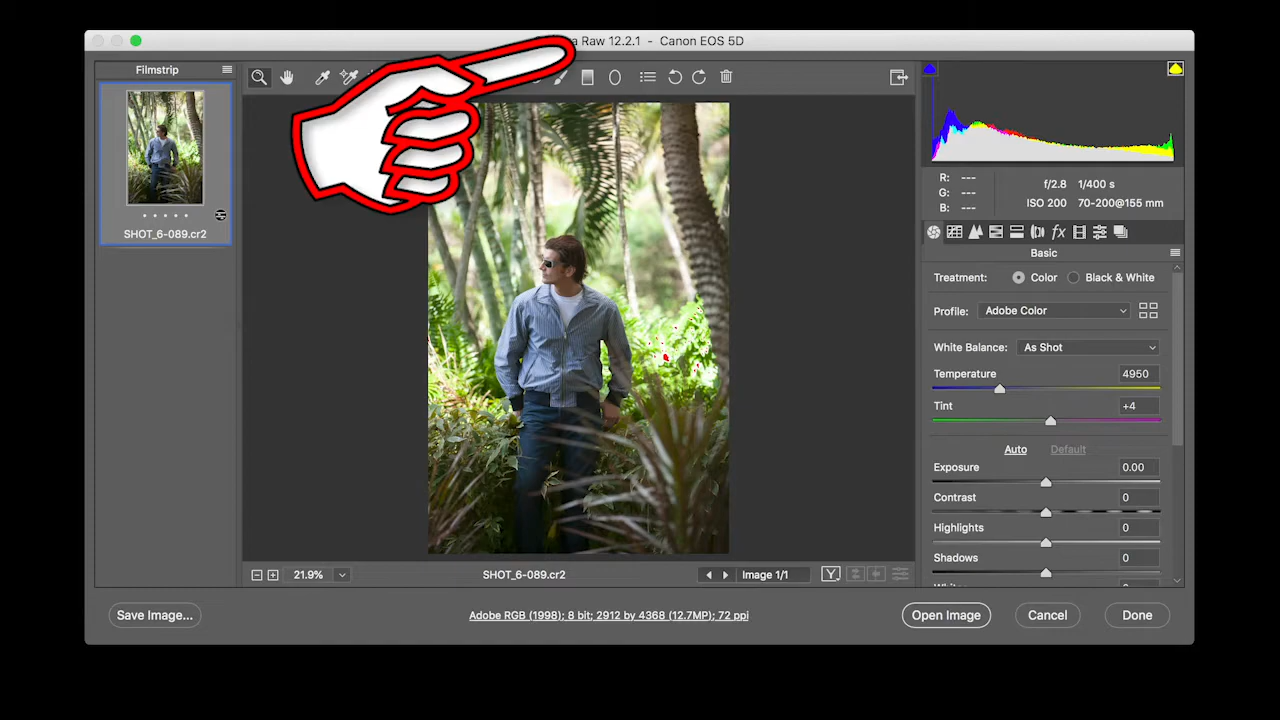 Raw 12.2.1 - Canon EOS 5D
Filmstrip
SHOT_6-089.cr2
R: ---
G: ---
B: ---
f/2.8 1/400 s
ISO 200 70-200@155 mm
fx
Basic
Treatment: Color Black & White
Profile: Adobe Color
White Balance: As Shot
Temperature 4950
Tint +4
Auto Default
Exposure 0.00
Contrast 0
Highlights 0
Shadows 0
21.9% SHOT_6-089.cr2 Image 1/1 Y
Save Image... Adobe RGB (1998); 8 bit; 2912 by 4368 (12.7MP); 72 ppi Open Image Cancel Done